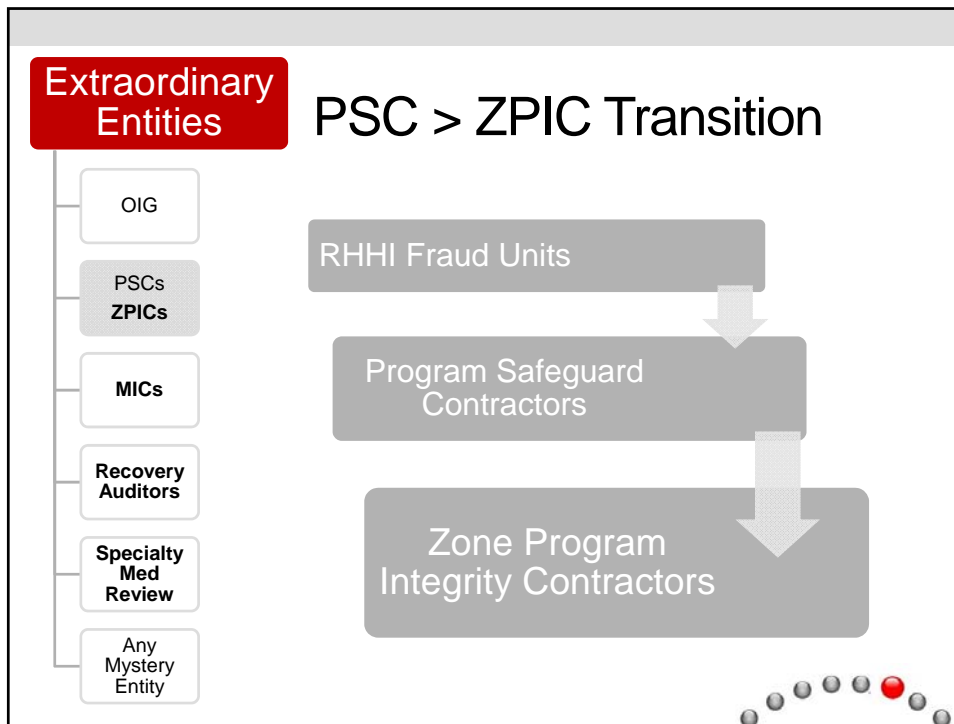 Extraordinary
Entities
PSC > ZPIC Transition
OIG
PSCs
ZPICs
MICs
Recovery
Auditors
Specialty
Med
Review
Any
Mystery
Entity
RHHI Fraud Units
Program Safeguard
Contractors
Zone Program
Integrity Contractors